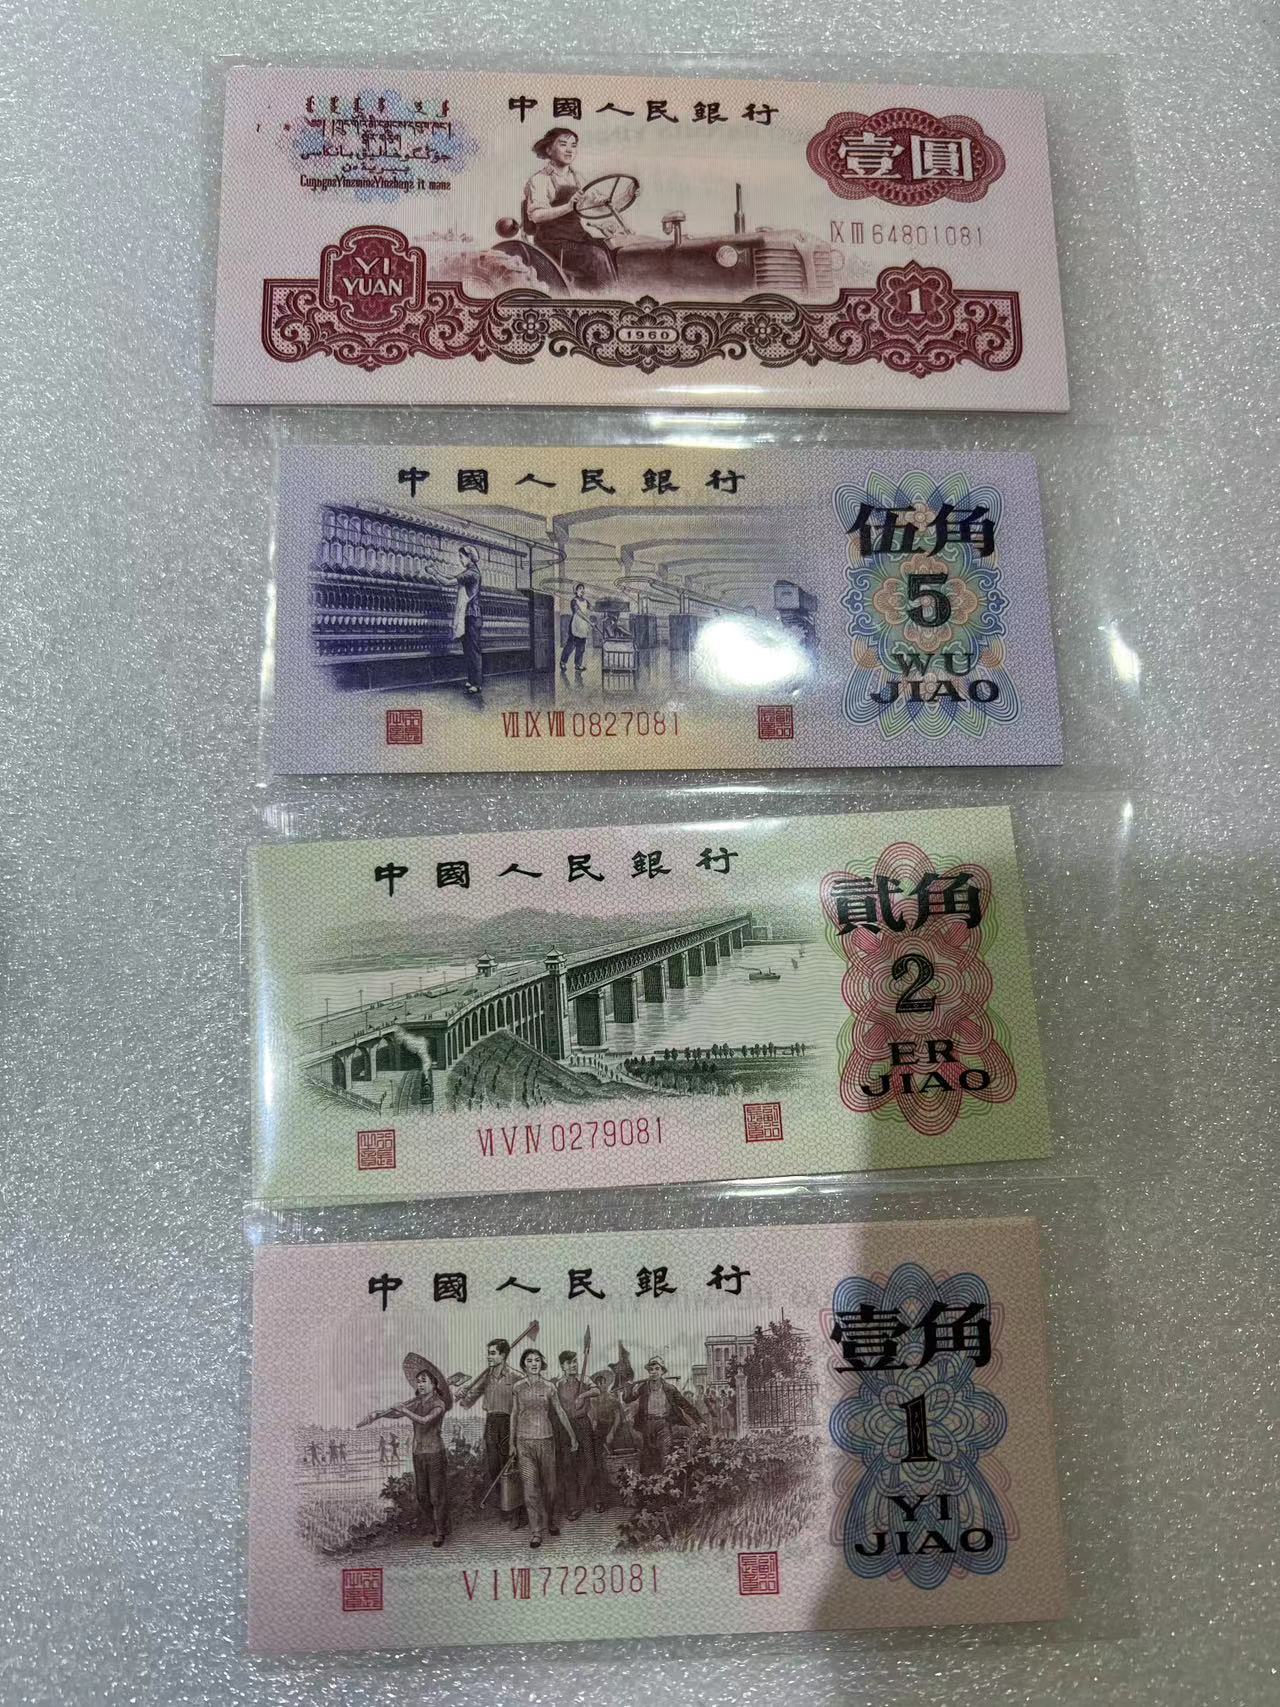 中國人民銀行
壹圓
IX III 64801081
YI
YUAN
1960
1
中國人民銀行
伍角
5
WU
JIAO
VII IX VIII 0827081
中國人民銀行
貳角
2
ER
JIAO
VI V IV 0279081
中國人民銀行
壹角
1
YI
JIAO
V I VIII 7723081